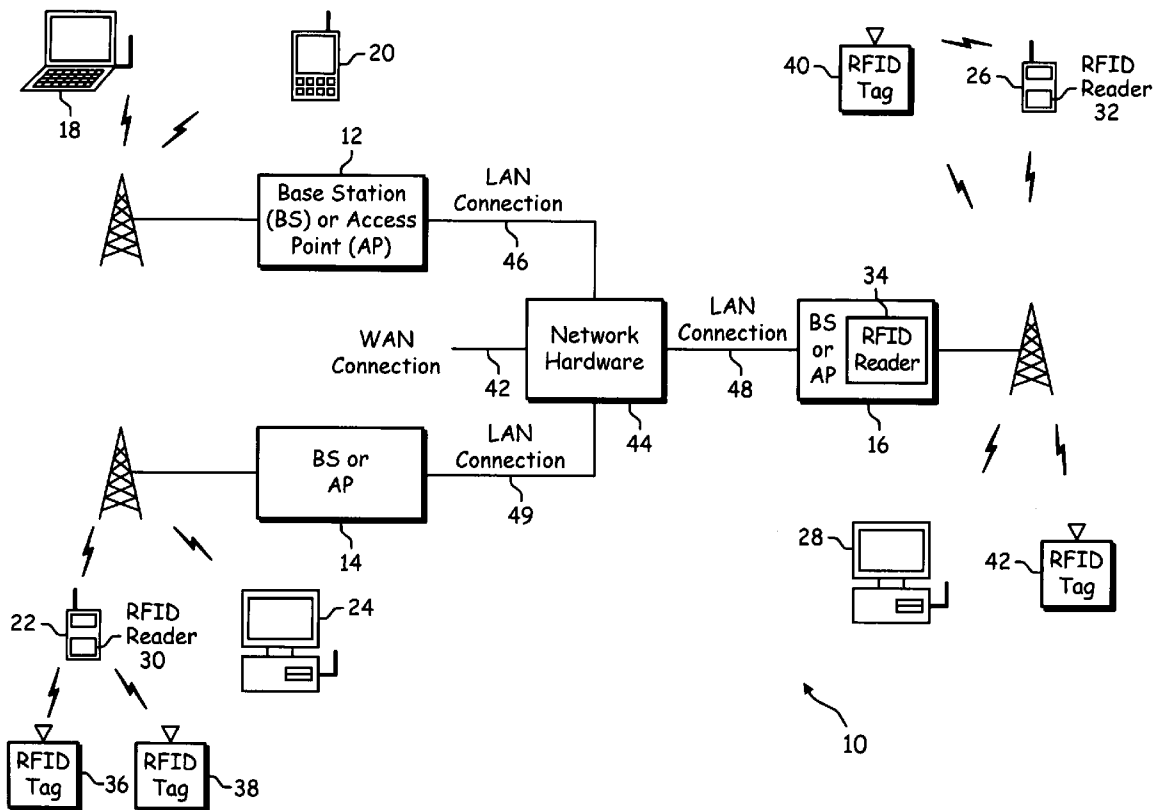 18
20
12
Base Station
(BS) or Access
Point (AP)
LAN
Connection
46
40
RFID
Tag
26
RFID
Reader
32
WAN
Connection
42
Network
Hardware
44
LAN
Connection
48
34
BS
or
AP
RFID
Reader
16
BS or
AP
14
LAN
Connection
49
22
RFID
Reader
30
24
28
42
RFID
Tag
RFID
Tag
36
RFID
Tag
38
10